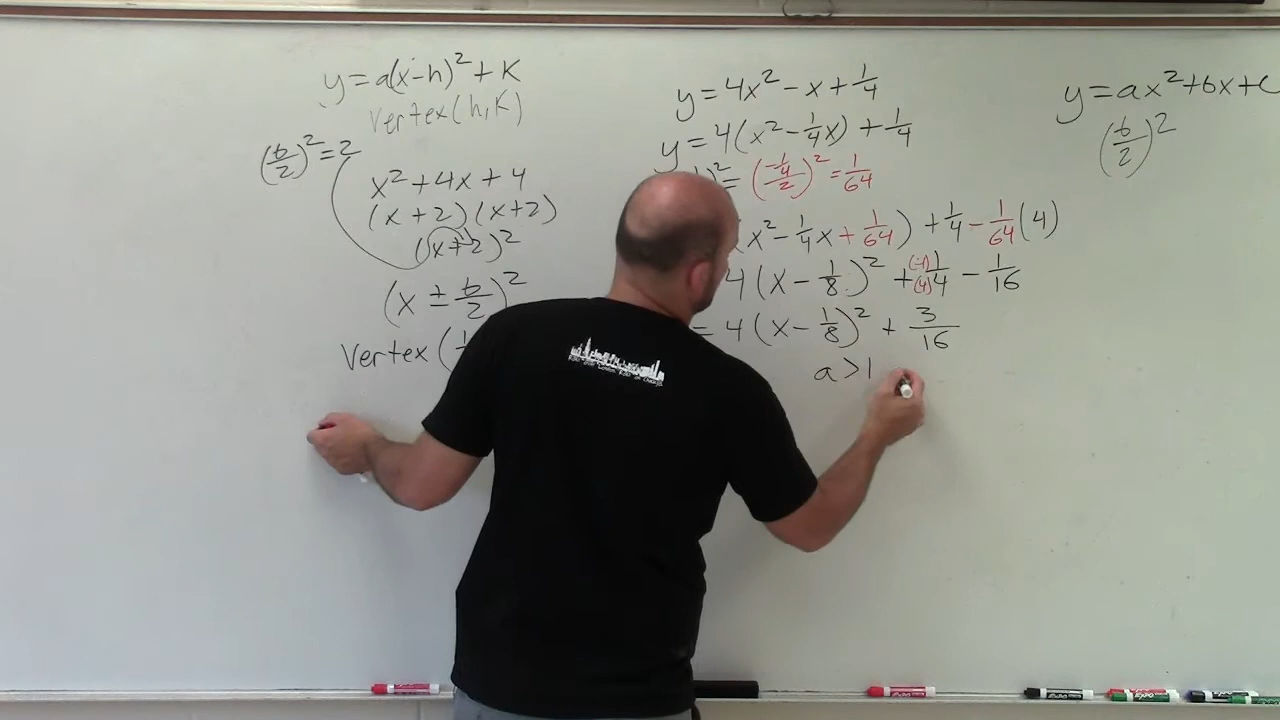 y=a(x-h)²+K
vertex(h,K)
(b/2)²=2
x²+4x+4
(x+2)(x+2)
(x+2)²
(x ± b/2)²
vertex (
y=4x²-x+1/4
y=4(x²-1/4x)+1/4
)²=(-1/4/2)²=1/64
(x²-1/4x+1/64)+1/4-1/64(4)
4(x-1/8)²+(4)1/(4)4-1/16
=4(x-1/8)²+3/16
a>1
y=ax²+bx+c
(b/2)²